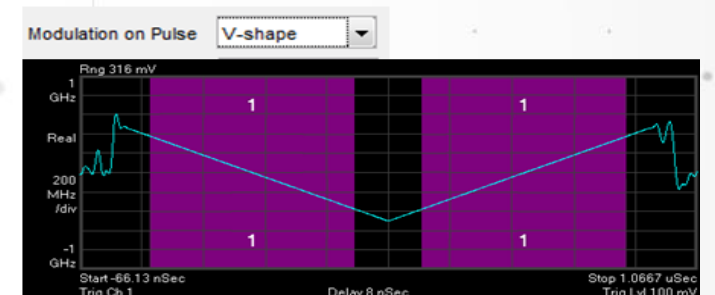 Modulation on Pulse V-shape
Rng 316 mV
1
GHz
1 1
Real
200
MHz
/div
1 1
-1
GHz
Start -66.13 nSec Stop 1.0667 uSec
Trig Ch 1 Delay 8 nSec Trig Lvl 100 mV